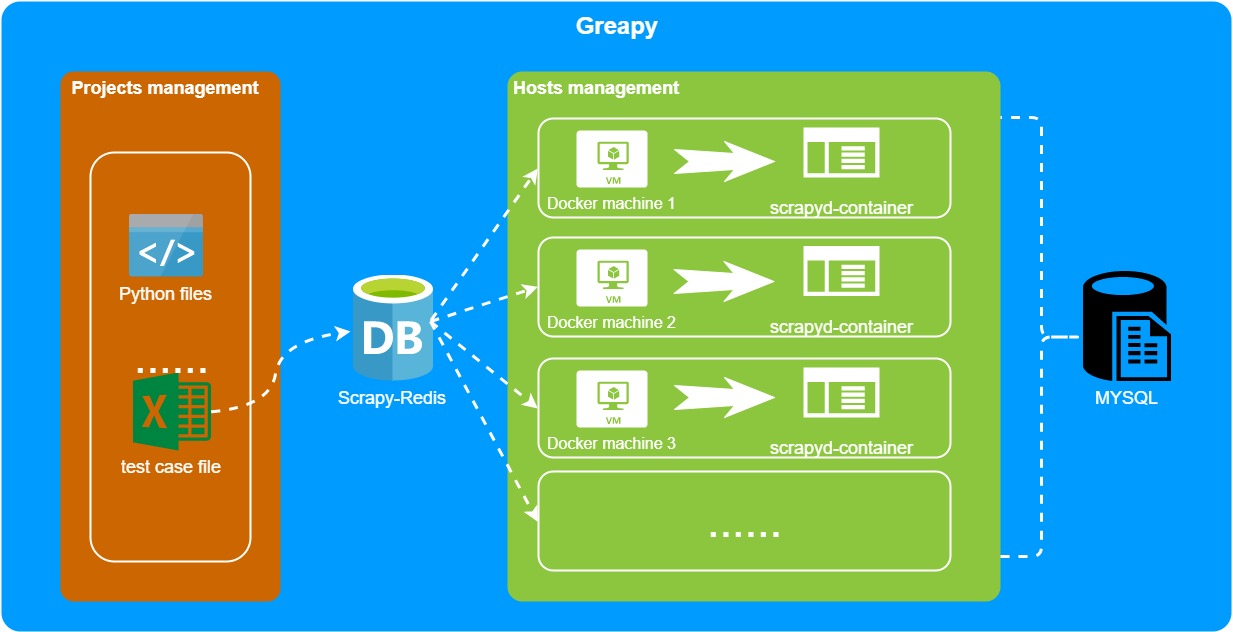 Greapy
Projects management
Python files
......
test case file
DB
Scrapy-Redis
Hosts management
VM
Docker machine 1
scrapyd-container
VM
Docker machine 2
scrapyd-container
VM
Docker machine 3
scrapyd-container
......
MYSQL